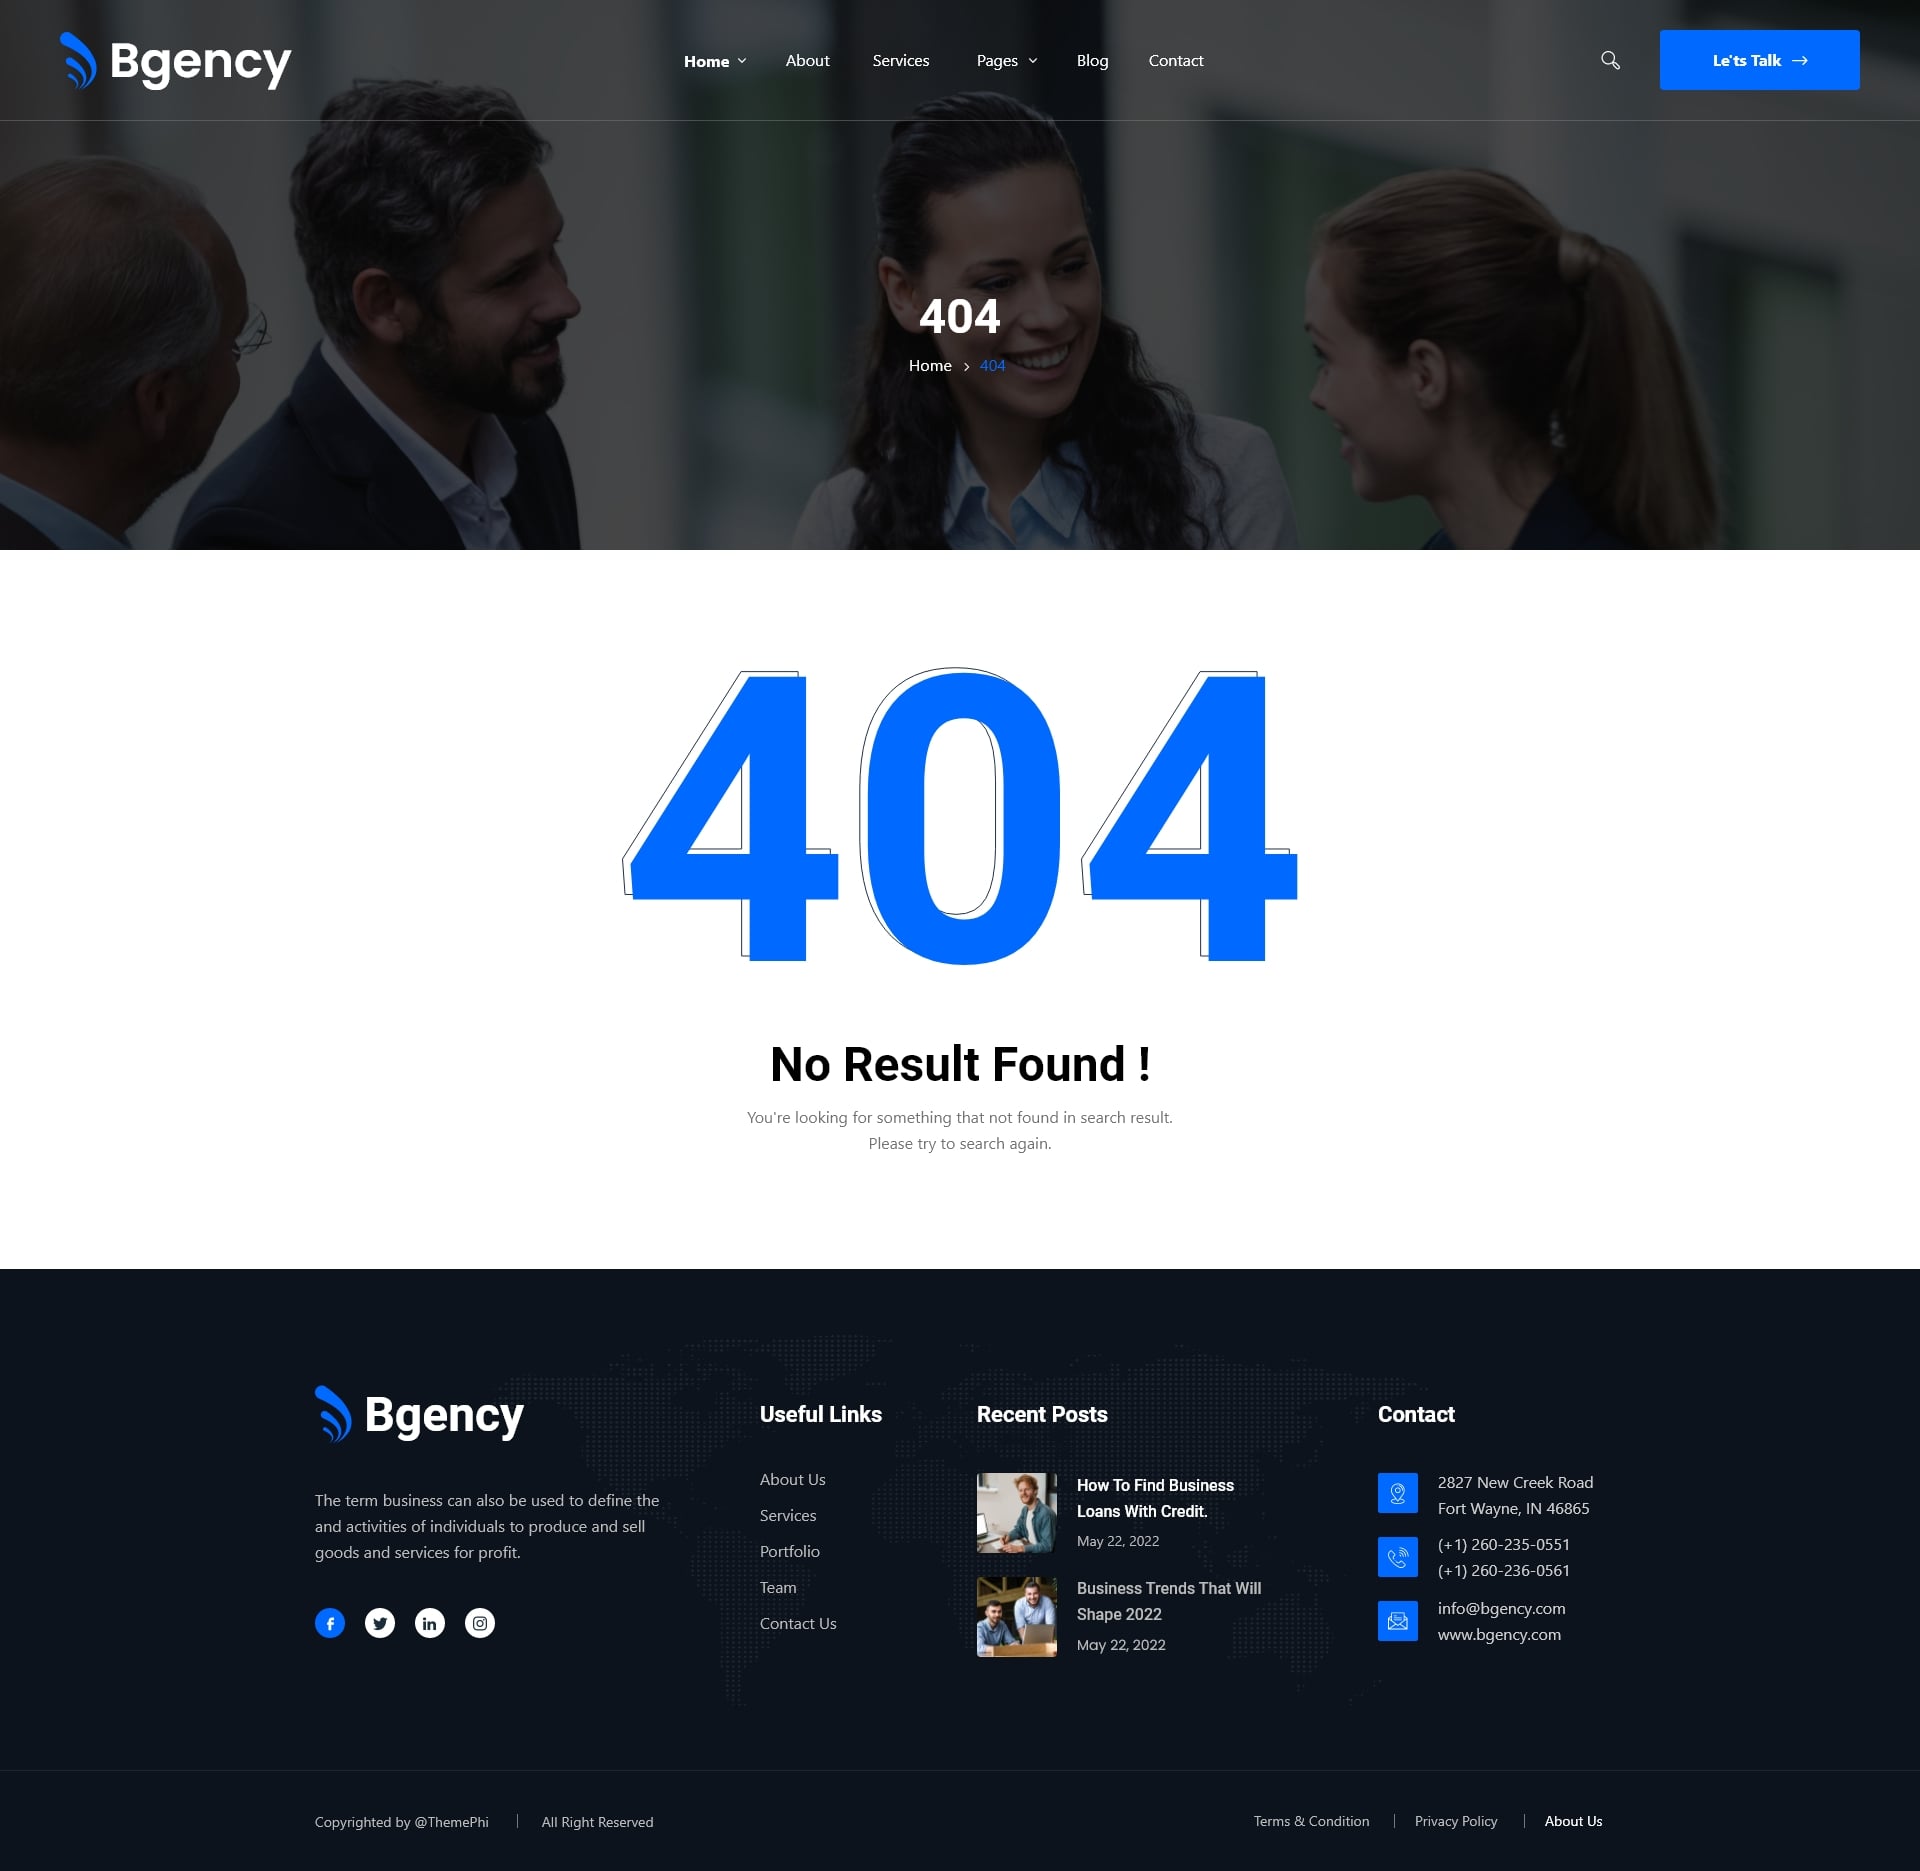 Bgency
Home
About
Services
Pages
Blog
Contact
Le'ts Talk
404
Home
404
404
No Result Found !
You're looking for something that not found in search result.
Please try to search again.
Bgency
The term business can also be used to define the
and activities of individuals to produce and sell
goods and services for profit.
Useful Links
About Us
Services
Portfolio
Team
Contact Us
Recent Posts
How To Find Business
Loans With Credit.
May 22, 2022
Business Trends That Will
Shape 2022
May 22, 2022
Contact
2827 New Creek Road
Fort Wayne, IN 46865
(+1) 260-235-0551
(+1) 260-236-0561
info@bgency.com
www.bgency.com
Copyrighted by @ThemePhi
All Right Reserved
Terms & Condition
Privacy Policy
About Us